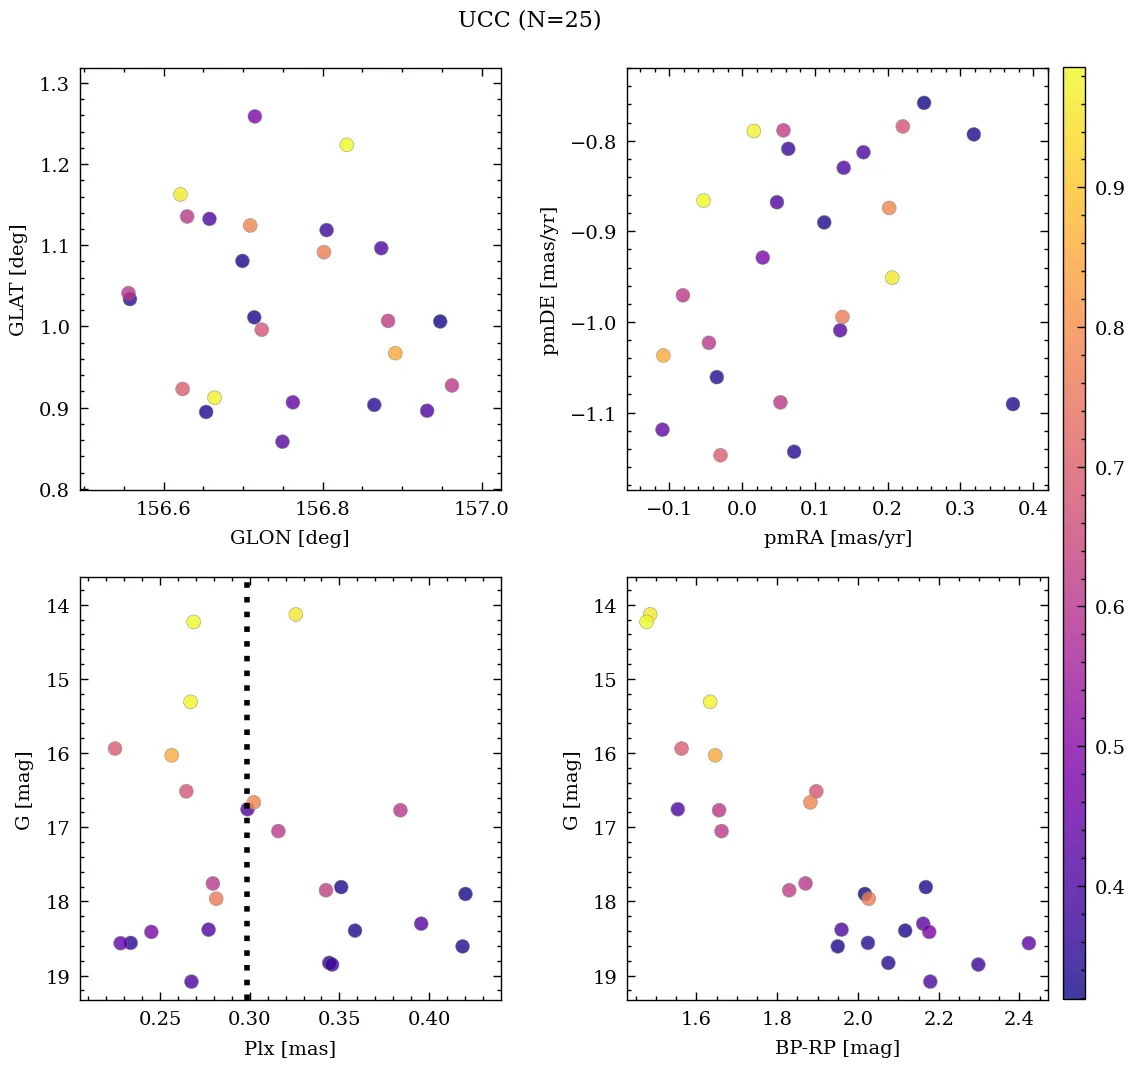 UCC (N=25)
1.3
1.2
1.1
1.0
0.9
0.8
GLAT [deg]
156.6 156.8 157.0
GLON [deg]
−0.8
−0.9
−1.0
−1.1
pmDE [mas/yr]
−0.1 0.0 0.1 0.2 0.3 0.4
pmRA [mas/yr]
14
15
16
17
18
19
G [mag]
0.25 0.30 0.35 0.40
Plx [mas]
14
15
16
17
18
19
G [mag]
1.6 1.8 2.0 2.2 2.4
BP-RP [mag]
0.9
0.8
0.7
0.6
0.5
0.4